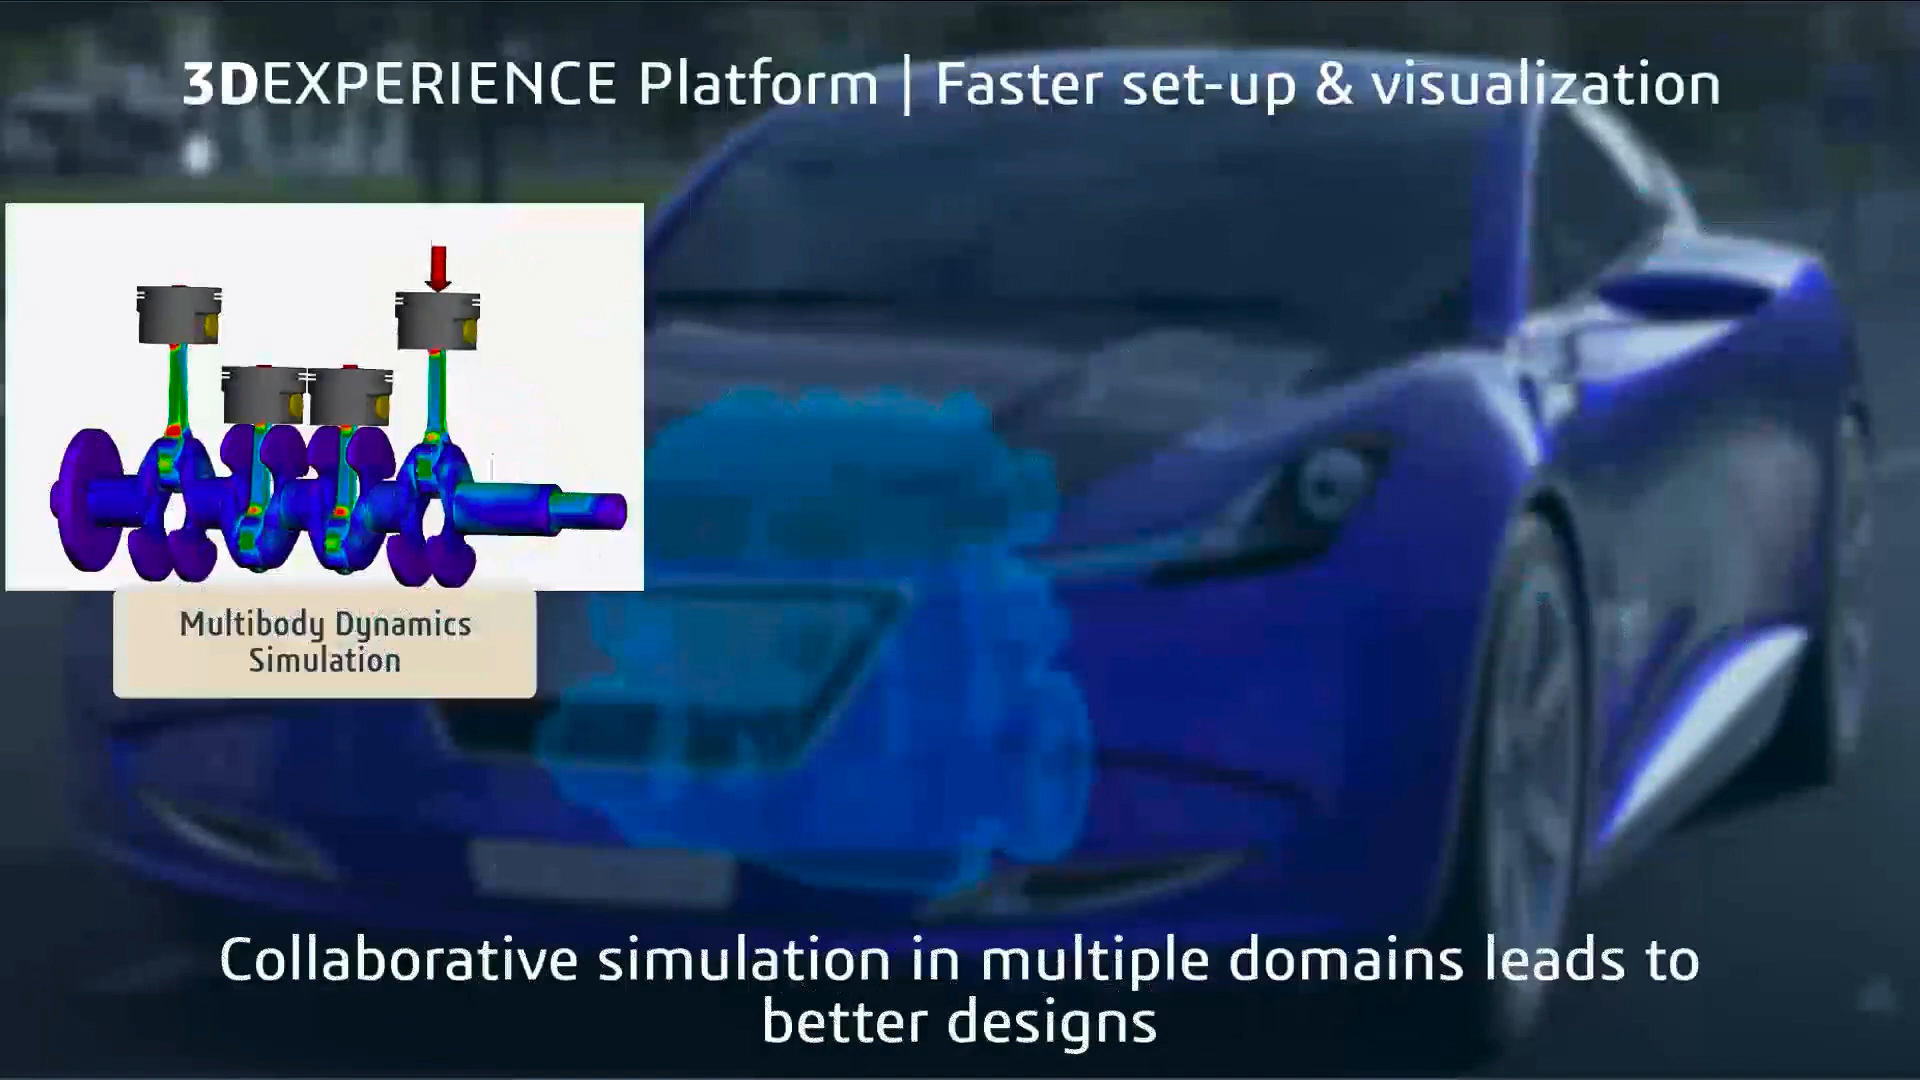 3DEXPERIENCE Platform | Faster set-up & visualization
Multibody Dynamics
Simulation
Collaborative simulation in multiple domains leads to
better designs